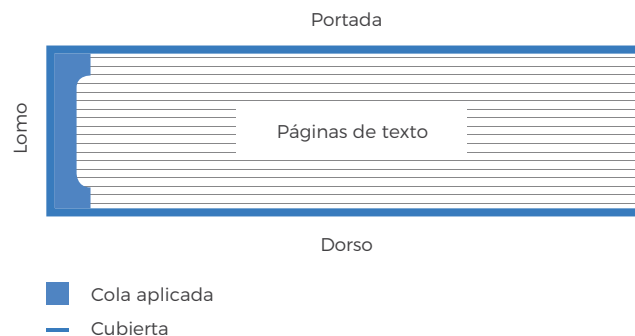 Portada
Lomo
Páginas de texto
Dorso
Cola aplicada
Cubierta